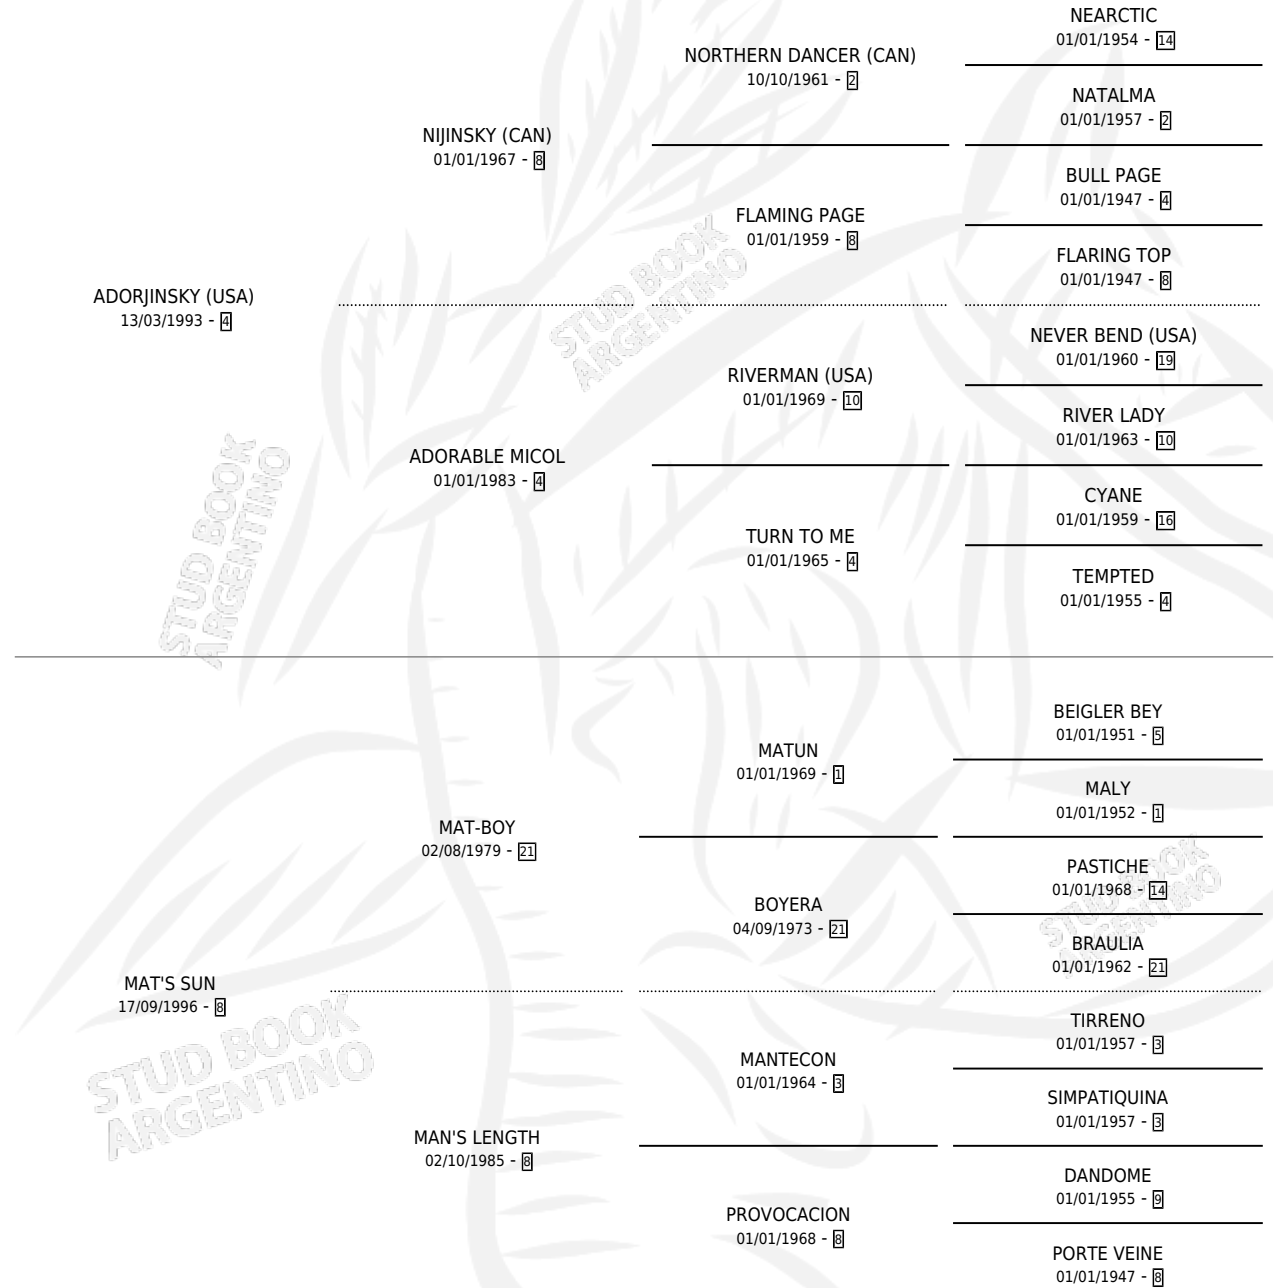 NEARCTIC
01/01/1954 - 14
NORTHERN DANCER (CAN)
10/10/1961 - 2
NATALMA
01/01/1957 - 2
NIJINSKY (CAN)
01/01/1967 - 8
BULL PAGE
01/01/1947 - 4
FLAMING PAGE
01/01/1959 - 8
FLARING TOP
01/01/1947 - 8
ADORJINSKY (USA)
13/03/1993 - 4
STUD BOOK
ARGENTINO
NEVER BEND (USA)
01/01/1960 - 19
RIVERMAN (USA)
01/01/1969 - 10
RIVER LADY
01/01/1963 - 10
ADORABLE MICOL
01/01/1983 - 4
CYANE
01/01/1959 - 16
TURN TO ME
01/01/1965 - 4
TEMPTED
01/01/1955 - 4
STUD BOOK
ARGENTINO
BEIGLER BEY
01/01/1951 - 5
MATUN
01/01/1969 - 1
MALY
01/01/1952 - 1
MAT-BOY
02/08/1979 - 21
PASTICHE
01/01/1968 - 14
BOYERA
04/09/1973 - 21
BRAULIA
01/01/1962 - 21
STUD BOOK
ARGENTINO
MAT'S SUN
17/09/1996 - 8
TIRRENO
01/01/1957 - 3
MANTECON
01/01/1964 - 3
SIMPATIQUINA
01/01/1957 - 3
STUD BOOK
ARGENTINO
MAN'S LENGTH
02/10/1985 - 8
DANDOME
01/01/1955 - 9
PROVOCACION
01/01/1968 - 8
PORTE VEINE
01/01/1947 - 8